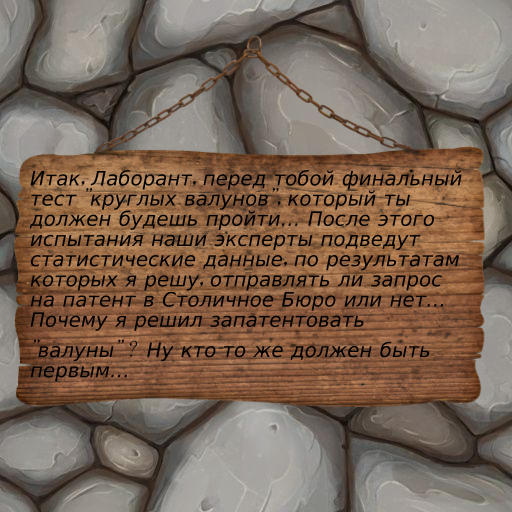 Итак, Лаборант, перед тобой финальный
тест "круглых валунов", который ты
должен будешь пройти... После этого
испытания наши эксперты подведут
статистические данные, по результатам
которых я решу, отправлять ли запрос
на патент в Столичное Бюро или нет...
Почему я решил запатентовать
"валуны"? Ну кто-то же должен быть
первым...